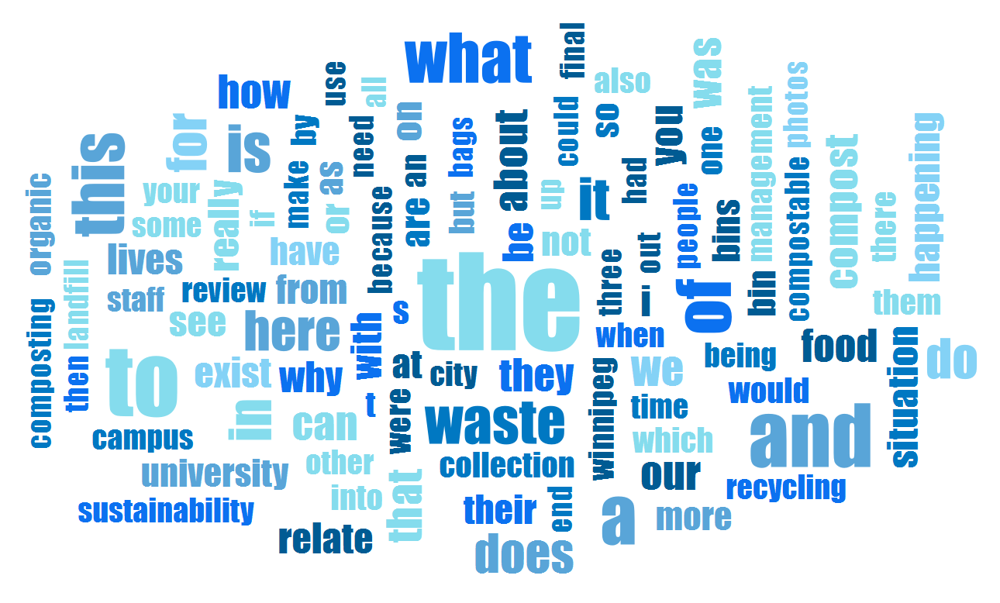 what
final
was
use
all
also
how
photos
on
need
by
bags
about
could
so
you
one
management
compost
happening
for
is
this
your
really
if
make
as
or
some
organic
because
an
are
but
be
up
it
had
people
bins
compostable
there
lives
have
not
the
three
out
i
of
bin
them
staff
review
from
see
here
with
s
when
landfill
composting
then
to
exist
why
at
city
they
we
being
food
situation
do
t
would
in
can
were
waste
winnipeg
time
which
and
campus
university
other
into
that
collection
our
recycling
sustainability
relate
their
end
a
more
does